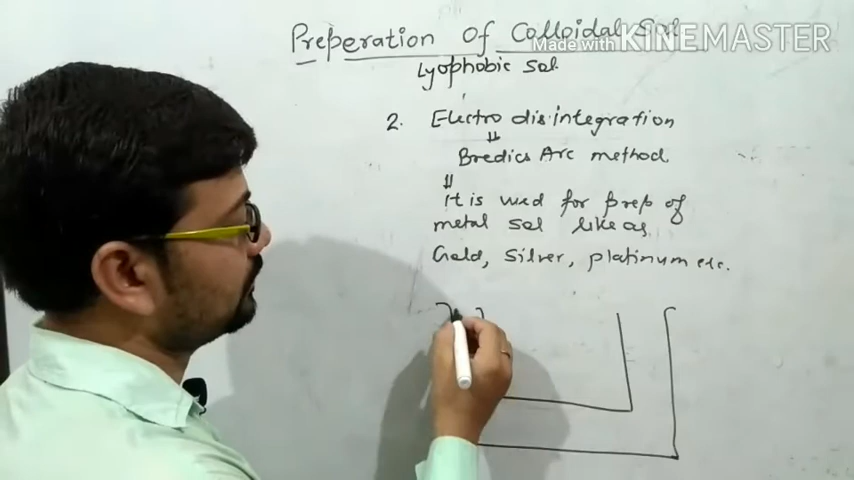 Preperation of Colloidal Sol
Made with KINEMASTER
Lyophobic sol.
2. Electro disintegration
Bredics Arc method
It is used for prep of
metal sol like as
Gold, Silver, platinum etc.